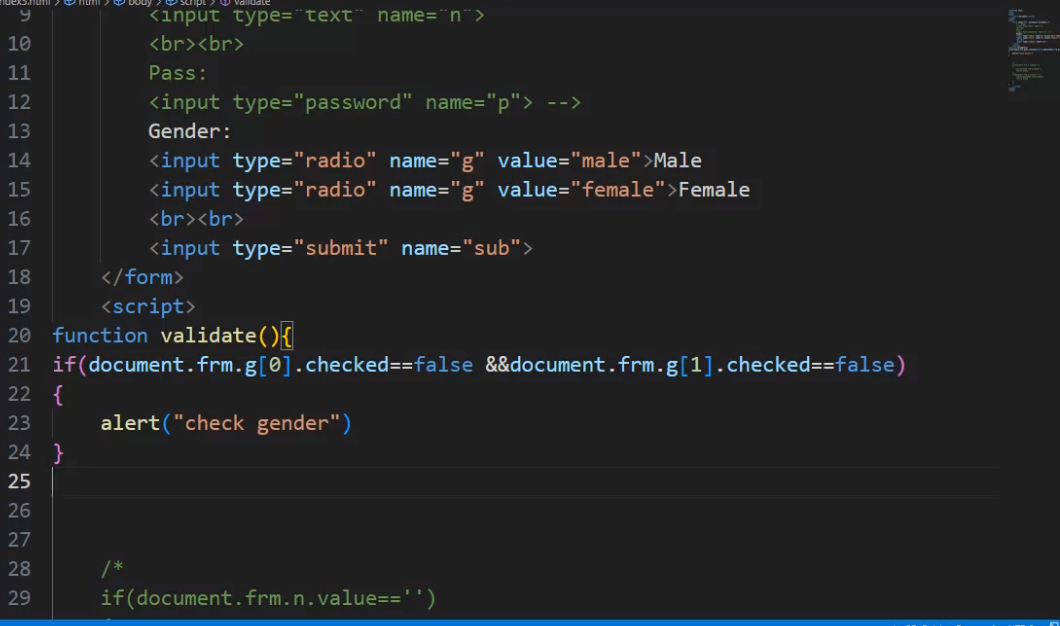 ndex5.html > html > body > script > validate
9 <input type="text" name="n">
10 <br><br>
11 Pass:
12 <input type="password" name="p"> -->
13 Gender:
14 <input type="radio" name="g" value="male">Male
15 <input type="radio" name="g" value="female">Female
16 <br><br>
17 <input type="submit" name="sub">
18 </form>
19 <script>
20 function validate(){
21 if(document.frm.g[0].checked==false &&document.frm.g[1].checked==false)
22 {
23 alert("check gender")
24 }
25
26
27
28 /*
29 if(document.frm.n.value=='')